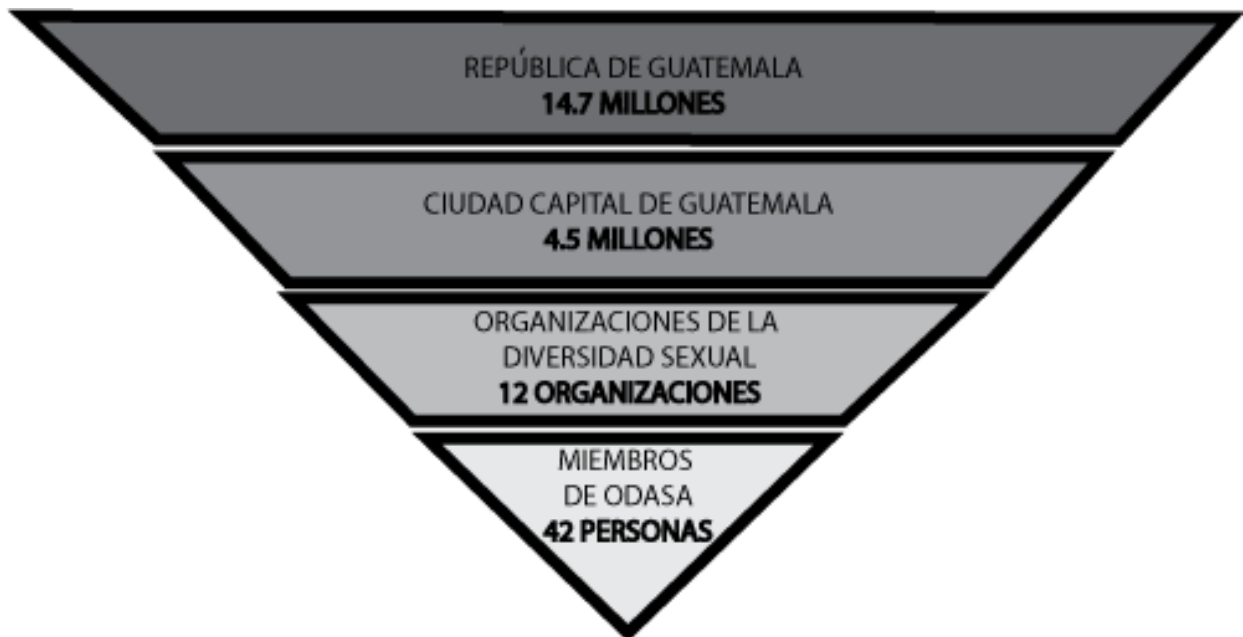 REPÚBLICA DE GUATEMALA
14.7 MILLONES
CIUDAD CAPITAL DE GUATEMALA
4.5 MILLONES
ORGANIZACIONES DE LA
DIVERSIDAD SEXUAL
12 ORGANIZACIONES
MIEMBROS
DE ODASA
42 PERSONAS